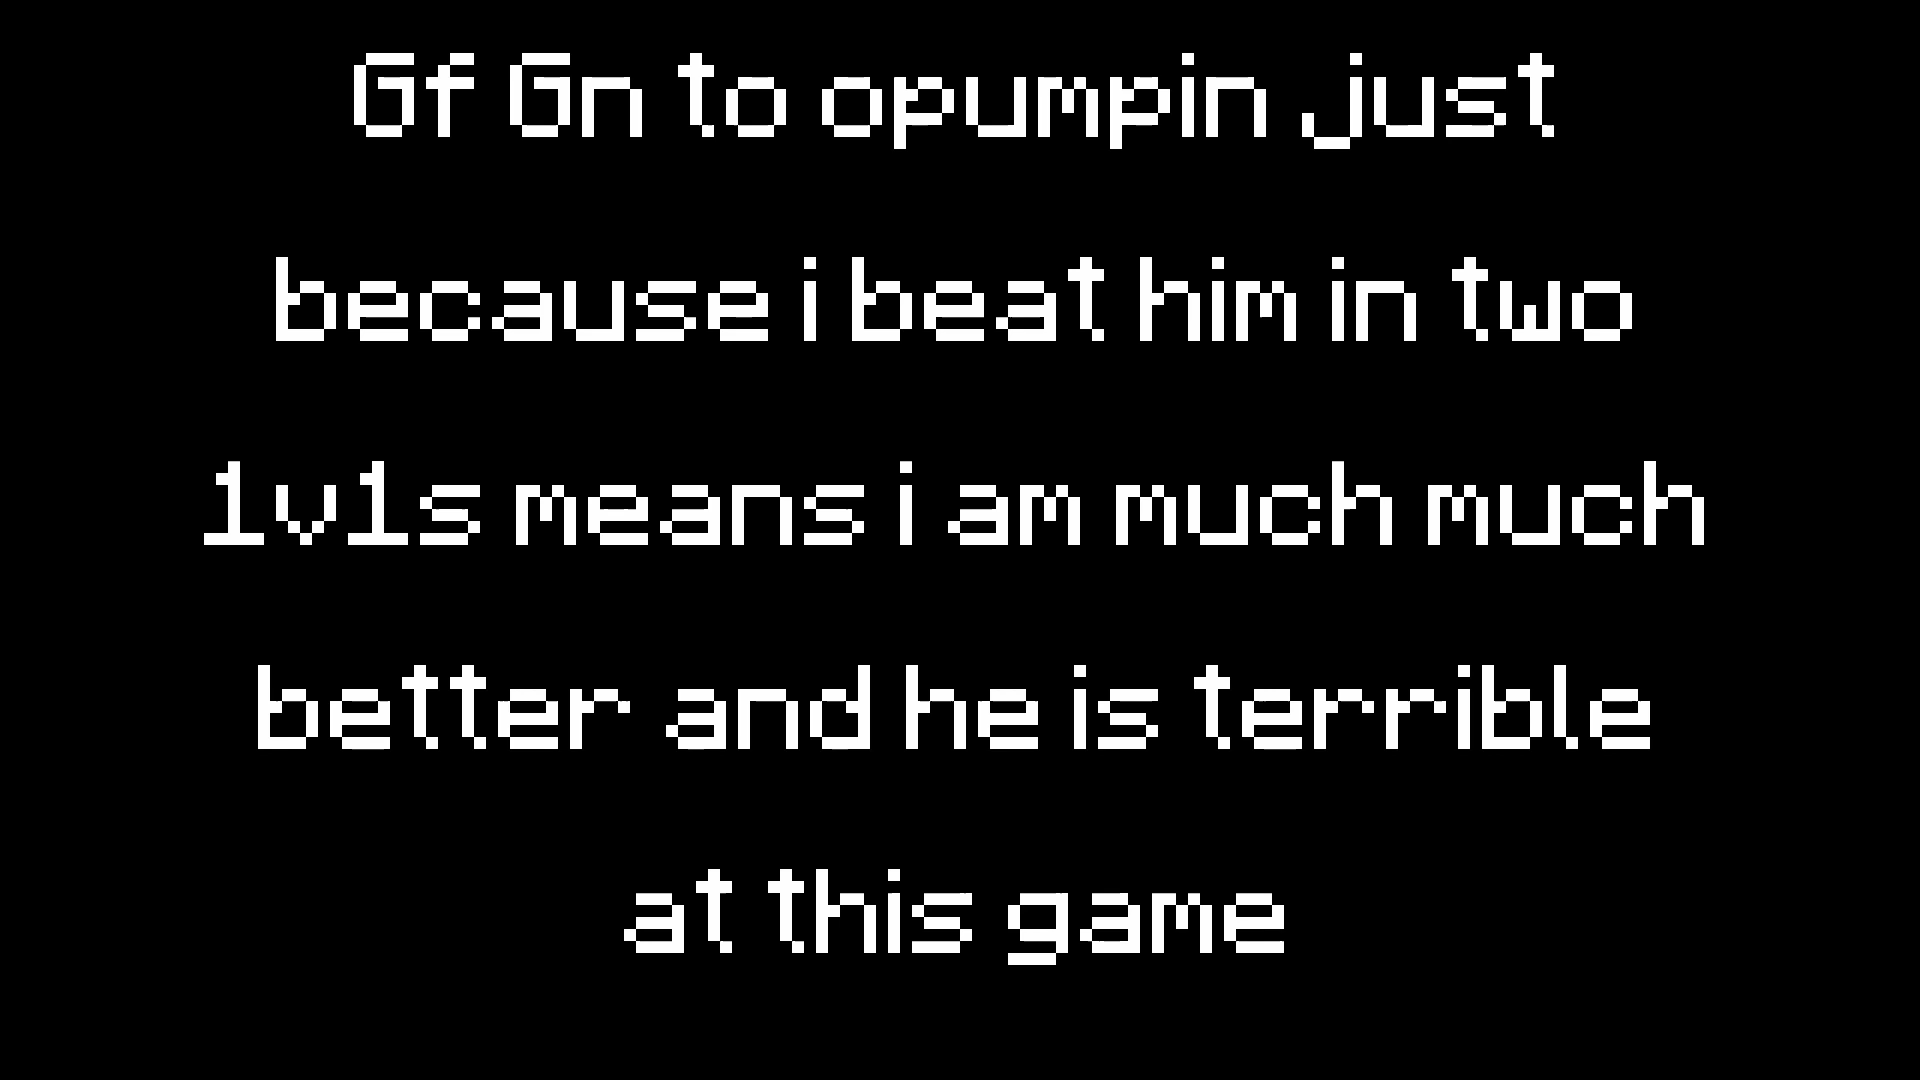 Gf Gn to opumpin just
because i beat him in two
1v1s means i am much much
better and he is terrible
at this game